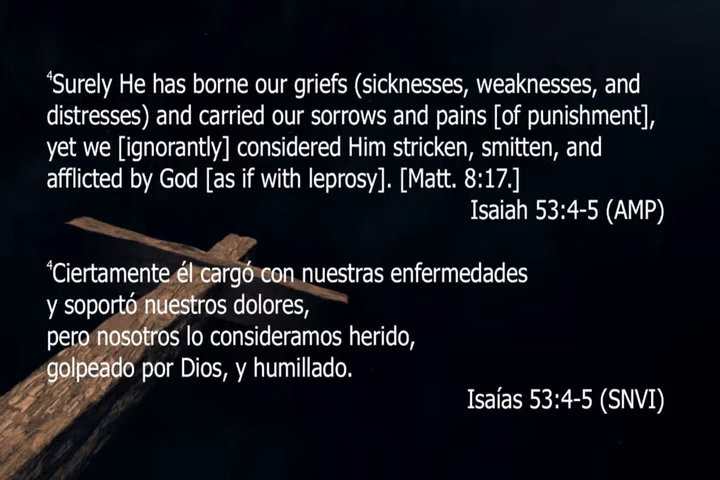 ⁴Surely He has borne our griefs (sicknesses, weaknesses, and
distresses) and carried our sorrows and pains [of punishment],
yet we [ignorantly] considered Him stricken, smitten, and
afflicted by God [as if with leprosy]. [Matt. 8:17.]
Isaiah 53:4-5 (AMP)
⁴Ciertamente él cargó con nuestras enfermedades
y soportó nuestros dolores,
pero nosotros lo consideramos herido,
golpeado por Dios, y humillado.
Isaías 53:4-5 (SNVI)